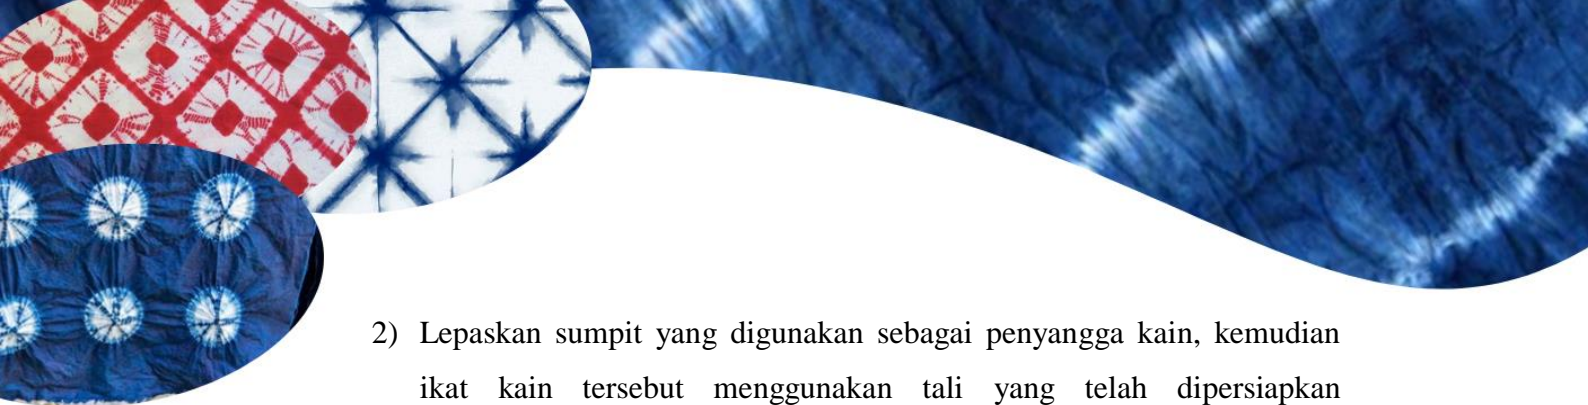 2) Lepaskan sumpit yang digunakan sebagai penyangga kain, kemudian
ikat kain tersebut menggunakan tali yang telah dipersiapkan